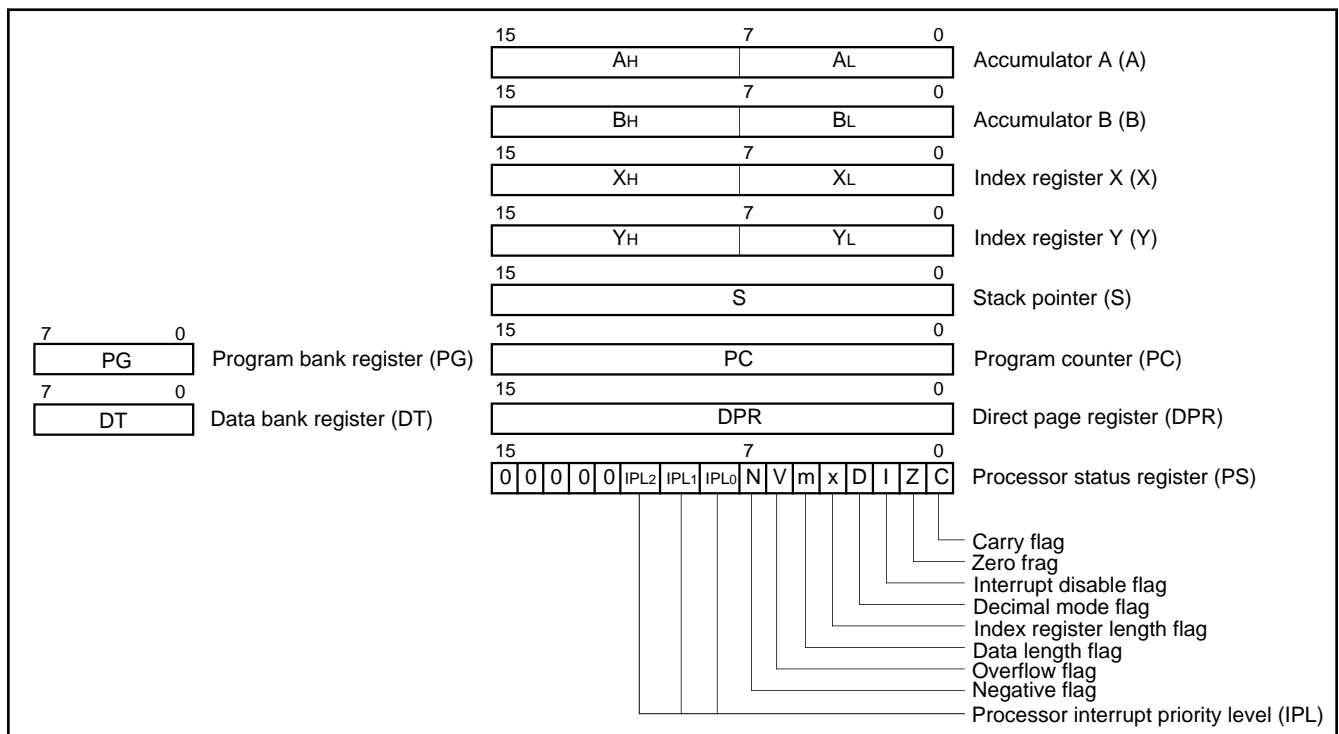 15 7 0
AH AL Accumulator A (A)
15 7 0
BH BL Accumulator B (B)
15 7 0
XH XL Index register X (X)
15 7 0
YH YL Index register Y (Y)
15 0
S Stack pointer (S)
7 0 15 0
PG Program bank register (PG) PC Program counter (PC)
7 0 15 0
DT Data bank register (DT) DPR Direct page register (DPR)
15 7 0
0 0 0 0 0 IPL2 IPL1 IPL0 N V m x D I Z C Processor status register (PS)
Carry flag
Zero frag
Interrupt disable flag
Decimal mode flag
Index register length flag
Data length flag
Overflow flag
Negative flag
Processor interrupt priority level (IPL)